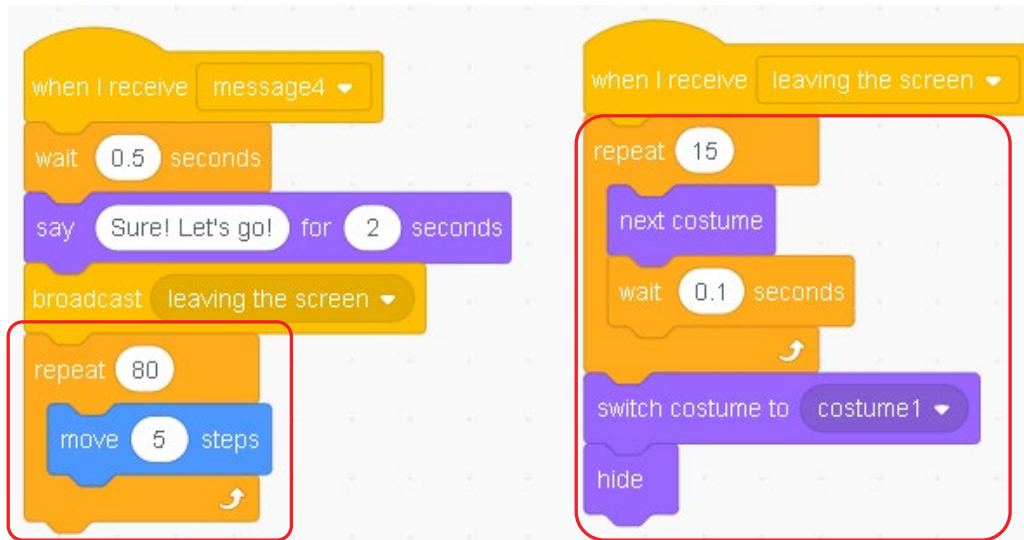 when I receive message4
wait 0.5 seconds
say Sure! Let's go! for 2 seconds
broadcast leaving the screen
repeat 80
move 5 steps
when I receive leaving the screen
repeat 15
next costume
wait 0.1 seconds
switch costume to costume1
hide